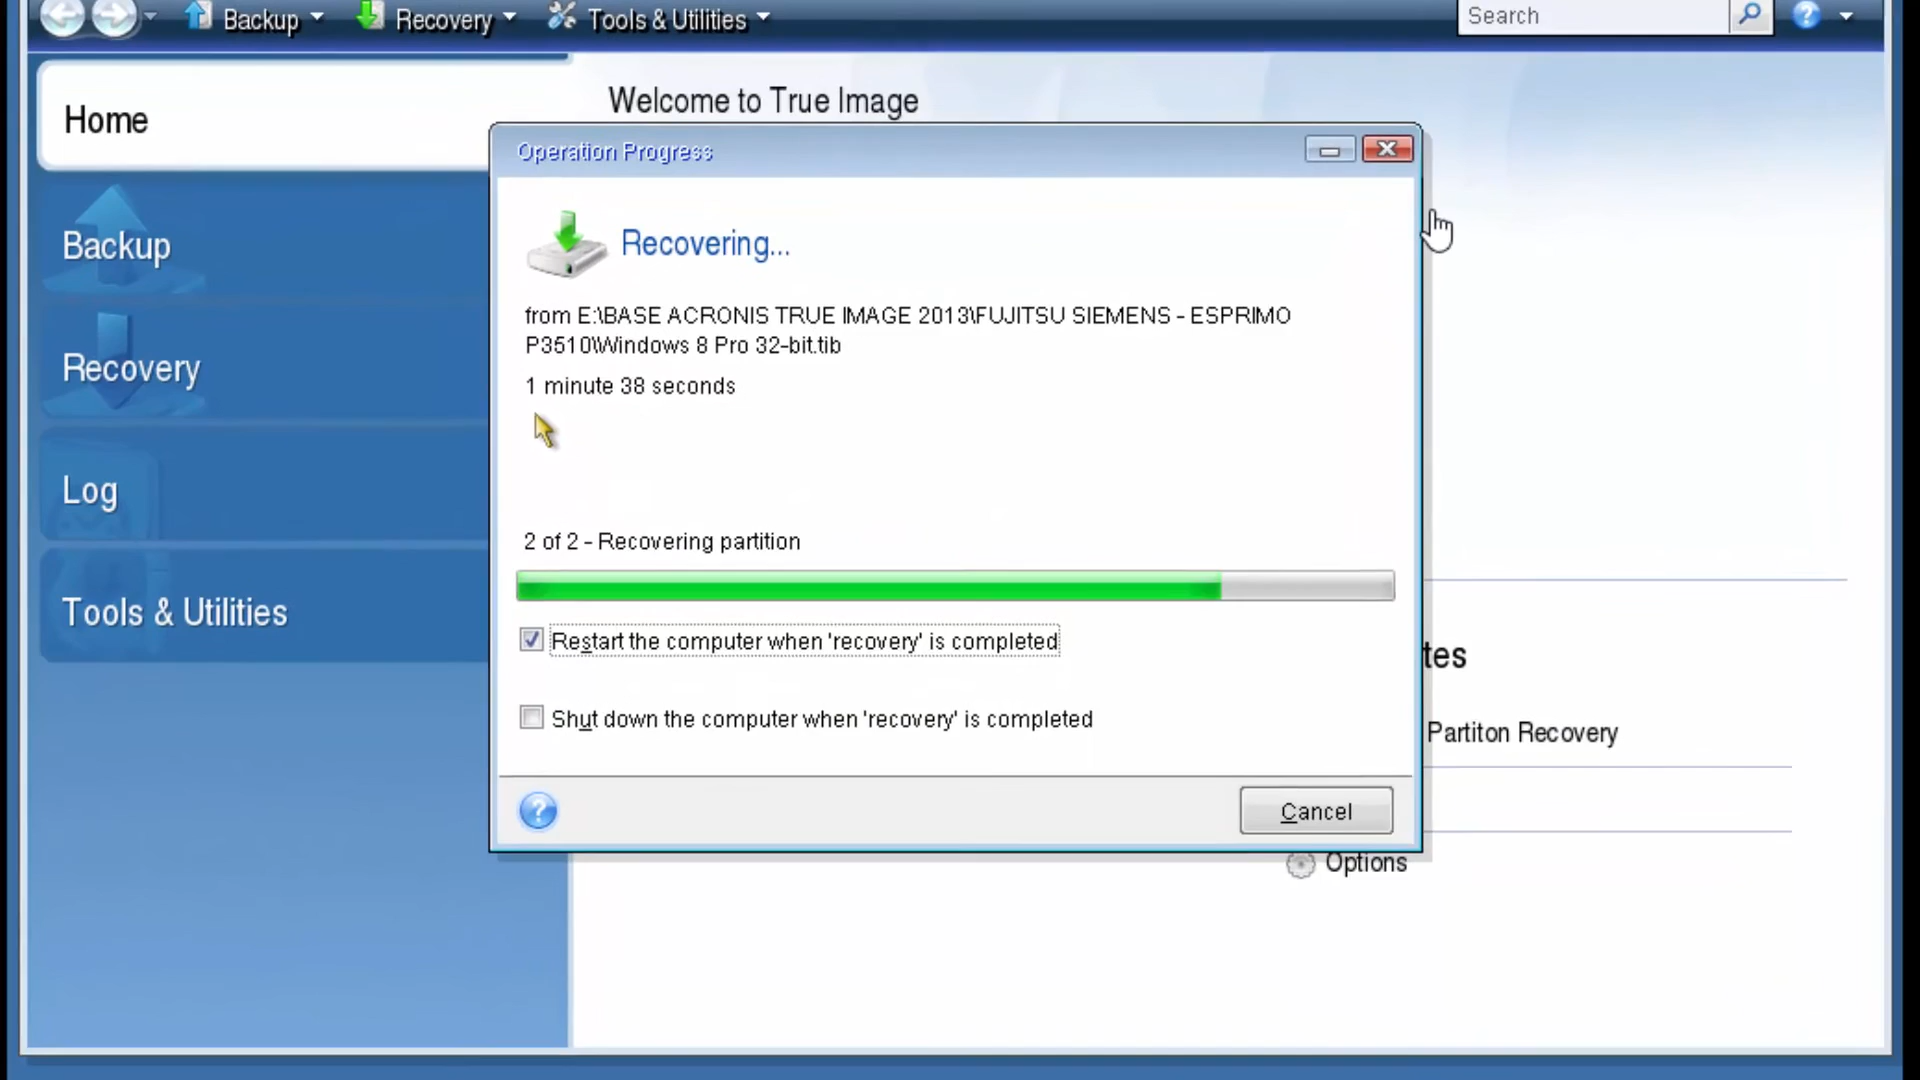 Backup
Recovery
Tools & Utilities
Search
Home
Backup
Recovery
Log
Tools & Utilities
Welcome to True Image
Operation Progress
Recovering...
from E:\BASE ACRONIS TRUE IMAGE 2013\FUJITSU SIEMENS - ESPRIMO
P3510\Windows 8 Pro 32-bit.tib
1 minute 38 seconds
2 of 2 - Recovering partition
Restart the computer when 'recovery' is completed
Shut down the computer when 'recovery' is completed
Cancel
tes
Partiton Recovery
Options